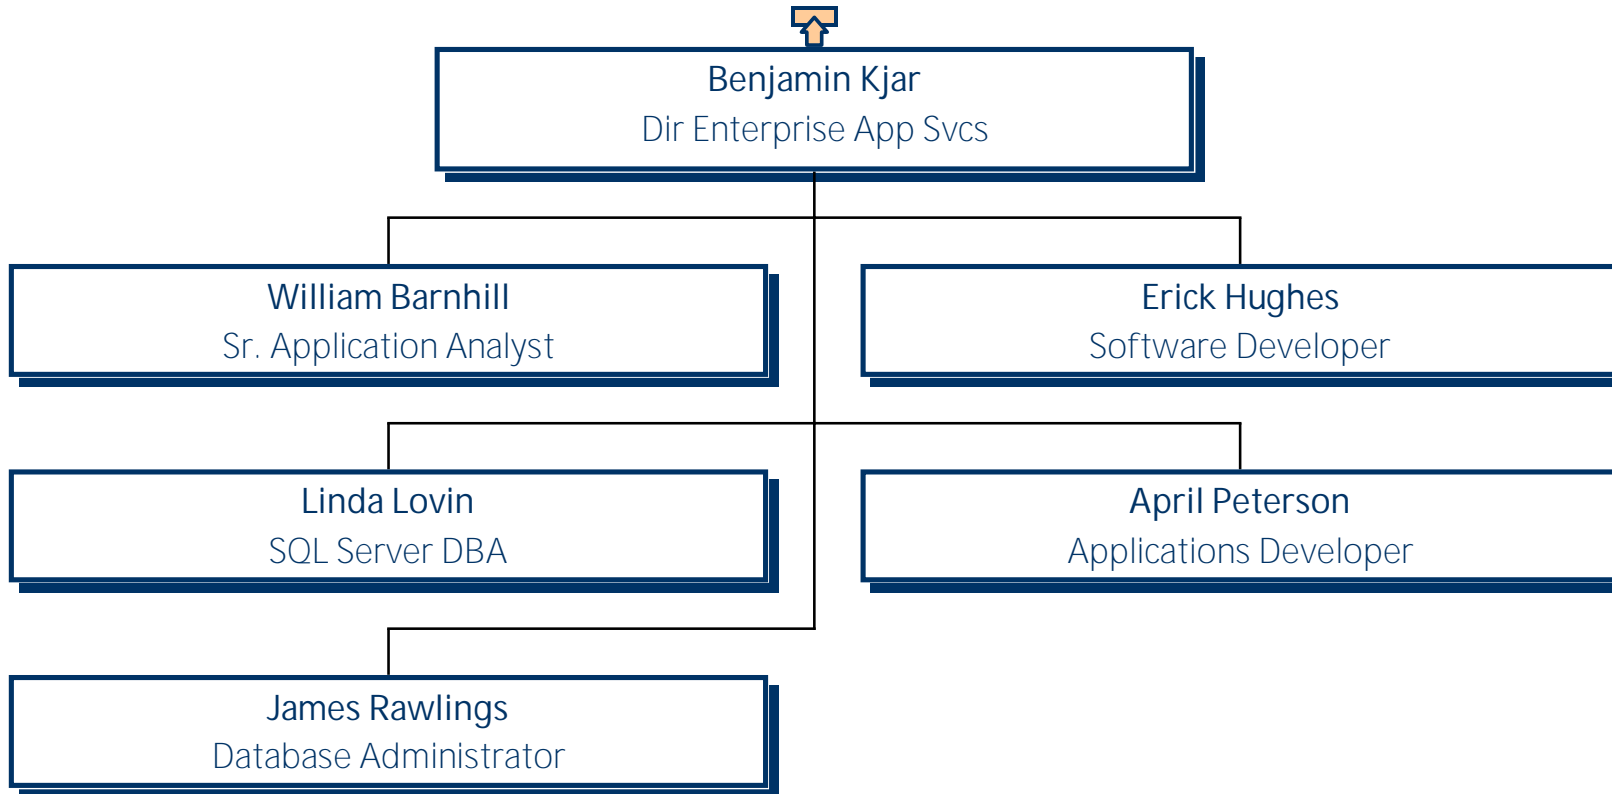 Benjamin Kjar
Dir Enterprise App Svcs
William Barnhill
Sr. Application Analyst
Erick Hughes
Software Developer
Linda Lovin
SQL Server DBA
April Peterson
Applications Developer
James Rawlings
Database Administrator